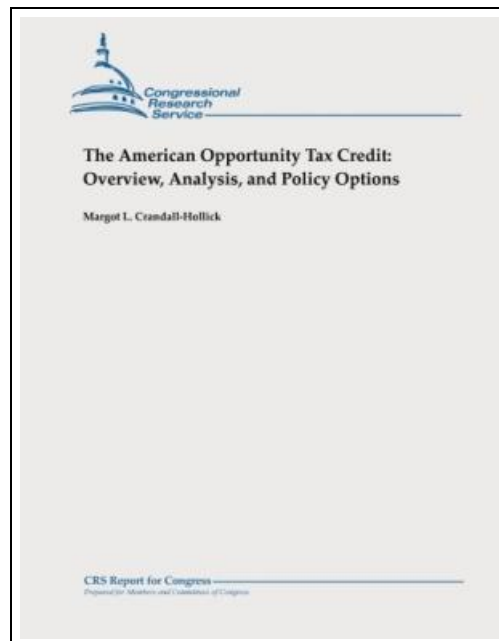 Congressional
Research
Service
The American Opportunity Tax Credit:
Overview, Analysis, and Policy Options
Margot L. Crandall-Hollick
CRS Report for Congress
Prepared for Members and Committees of Congress